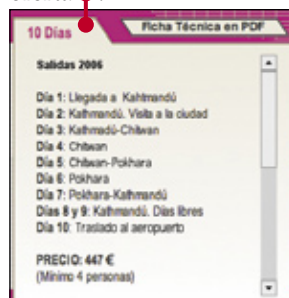 10 Días
Ficha Técnica en PDF
Salidas 2006
Día 1: Llegada a Kahtmandú
Día 2: Kathmandú. Visita a la ciudad
Día 3: Kathmadú-Chitwan
Día 4: Chitwan
Día 5: Chitwan-Pokhara
Día 6: Pokhara
Día 7: Pokhara-Kathmandú
Días 8 y 9: Kathmandú. Días libres
Día 10: Traslado al aeropuerto
PRECIO: 447 €
(Mínimo 4 personas)